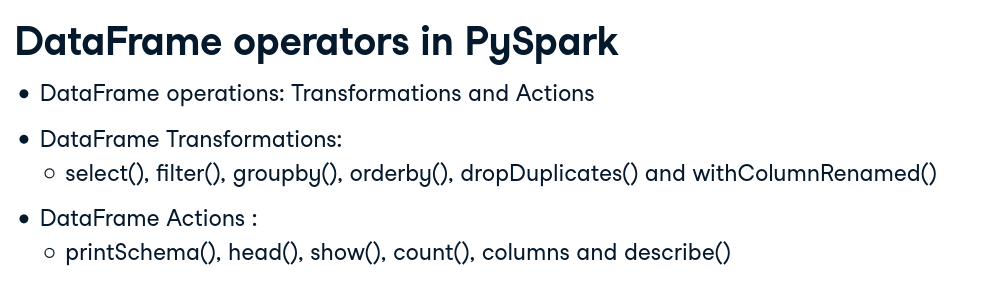 DataFrame operators in PySpark
• DataFrame operations: Transformations and Actions
• DataFrame Transformations:
○ select(), filter(), groupby(), orderby(), dropDuplicates() and withColumnRenamed()
• DataFrame Actions :
○ printSchema(), head(), show(), count(), columns and describe()